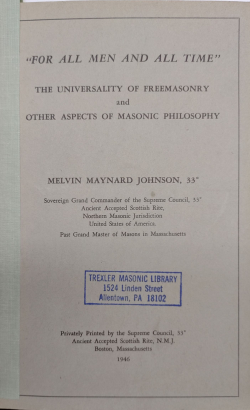 "FOR ALL MEN AND ALL TIME"
THE UNIVERSALITY OF FREEMASONRY
and
OTHER ASPECTS OF MASONIC PHILOSOPHY
MELVIN MAYNARD JOHNSON, 33°
Sovereign Grand Commander of the Supreme Council, 33°
Ancient Accepted Scottish Rite,
Northern Masonic Jurisdiction
United States of America.
Past Grand Master of Masons in Massachusetts
TREXLER MASONIC LIBRARY
1524 Linden Street
Allentown, PA 18102
Privately Printed by the Supreme Council, 33°
Ancient Accepted Scottish Rite, N.M.J.
Boston, Massachusetts
1946